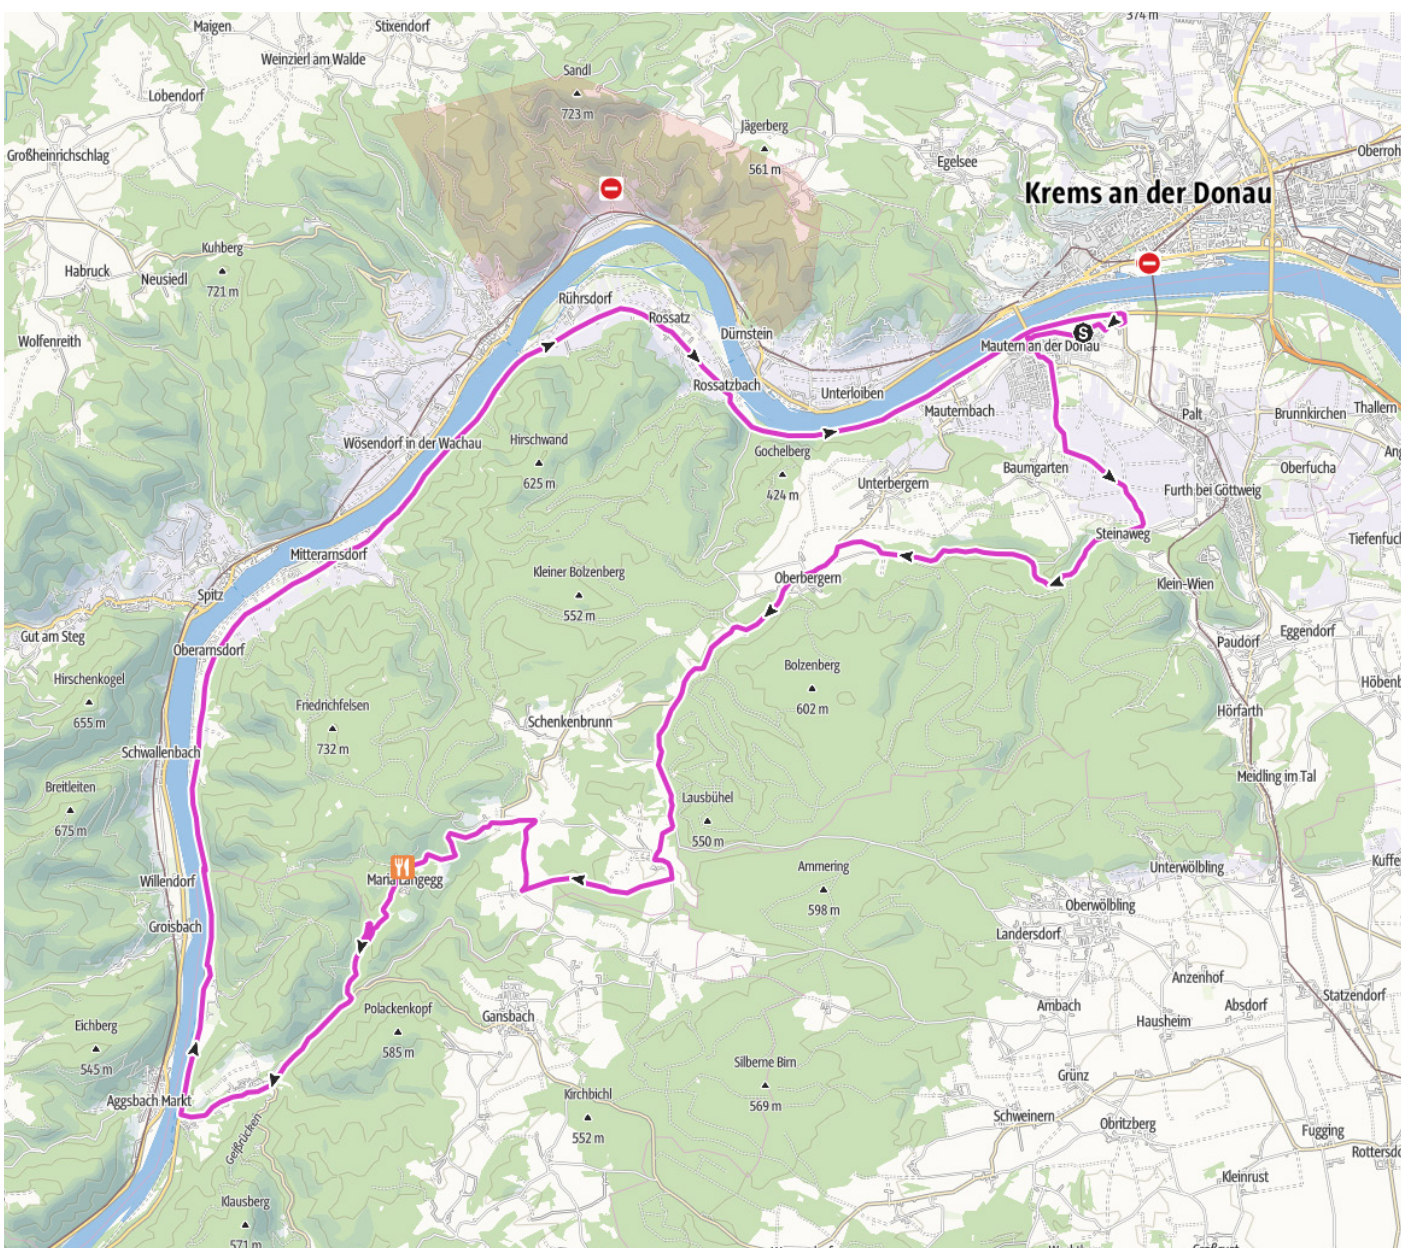 Maigen
Stixendorf
374 m
Weinzierl am Walde
Sandl
723 m
Lobendorf
Jägerberg
561 m
Großheinrichschlag
Egelsee
Oberroh
Krems an der Donau
Kuhberg
721 m
Habruck
Neusiedl
Rührsdorf
Rossatz
Dürnstein
S
Wolfenreith
Mautern an der Donau
Rossatzbach
Unterloiben
Mauternbach
Palt
Brunnkirchen
Thallern
Wösendorf in der Wachau
Hirschwand
625 m
Gochelberg
424 m
Baumgarten
Oberfucha
Unterbergern
Furth bei Göttweig
Steinaweg
Tiefenfuc
Mitterarnsdorf
Kleiner Bolzenberg
552 m
Oberbergern
Klein-Wien
Spitz
Gut am Steg
Eggendorf
Paudorf
Oberarnsdorf
Bolzenberg
602 m
Hirschenkogel
655 m
Höbenb
Friedrichfelsen
732 m
Schenkenbrunn
Hörfarth
Schwallenbach
Breitleiten
675 m
Meidling im Tal
Lausbühel
550 m
Unterwölbling
Kuffe
Ammering
598 m
Willendorf
Maria Langegg
Oberwölbling
Groisbach
Landersdorf
Anzenhof
Statzendorf
Polackenkopf
585 m
Gansbach
Ambach
Absdorf
Hausheim
Eichberg
545 m
Silberne Birn
569 m
Grünz
Aggsbach Markt
Kirchbichl
552 m
Schweinern
Obritzberg
Fugging
Geißrücken
Rottersdo
Kleinrust
Klausberg
571 m